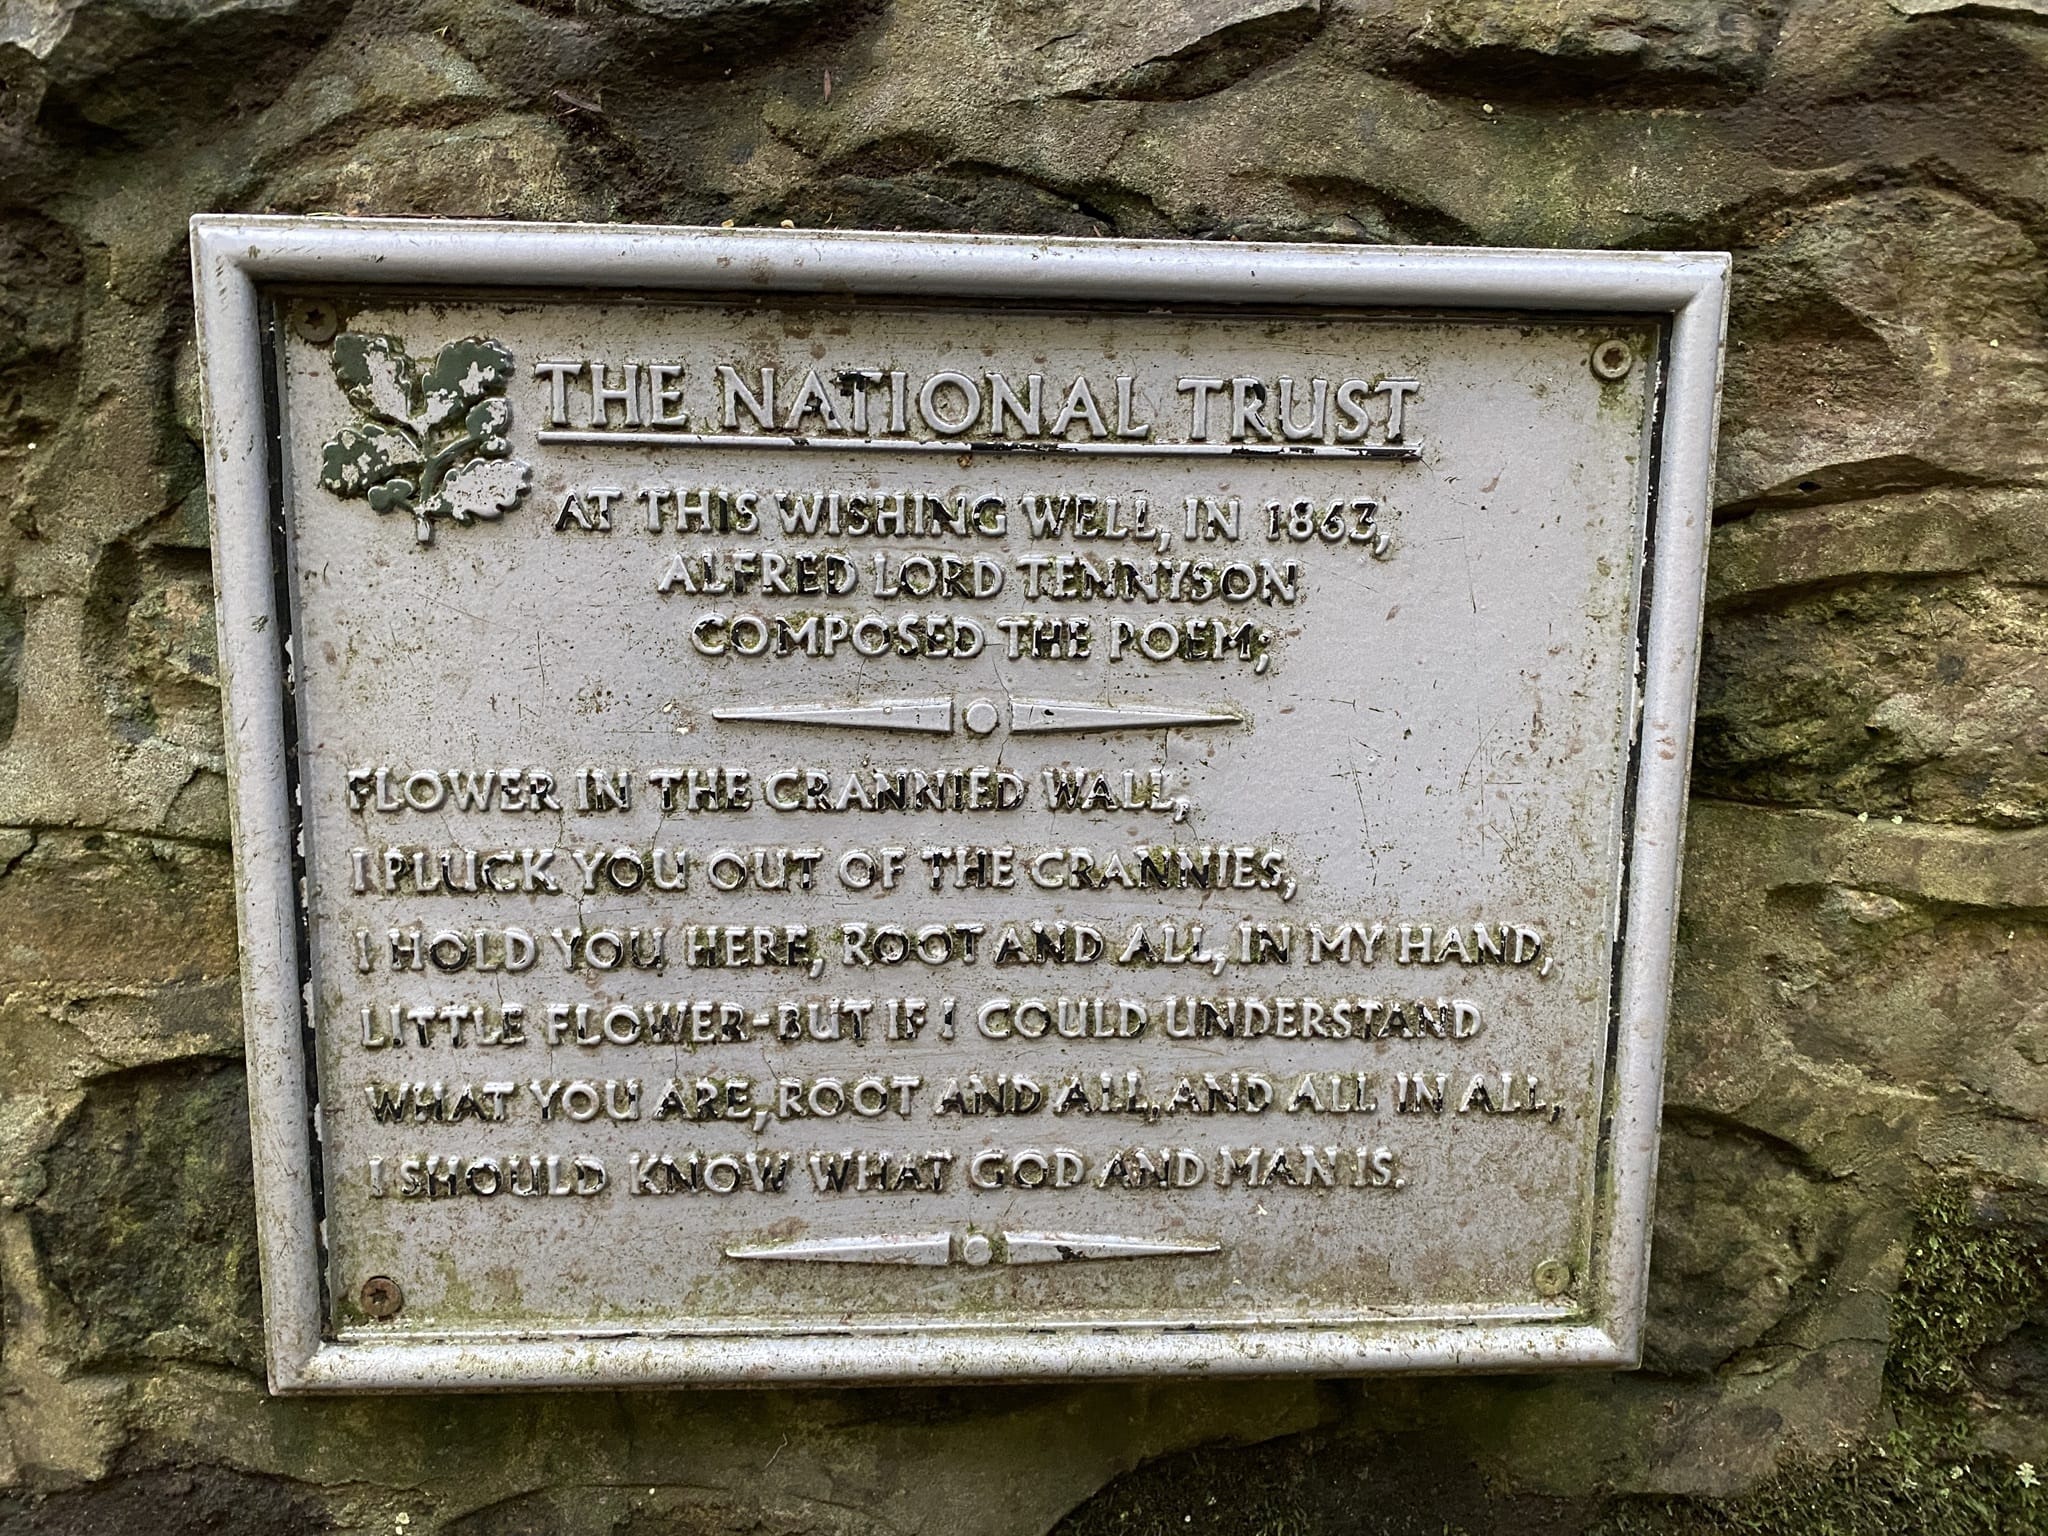 THE NATIONAL TRUST
AT THIS WISHING WELL, IN 1863,
ALFRED LORD TENNYSON
COMPOSED THE POEM;
FLOWER IN THE CRANNIED WALL,
I PLUCK YOU OUT OF THE CRANNIES,
I HOLD YOU HERE, ROOT AND ALL, IN MY HAND,
LITTLE FLOWER-BUT IF I COULD UNDERSTAND
WHAT YOU ARE, ROOT AND ALL, AND ALL IN ALL,
I SHOULD KNOW WHAT GOD AND MAN IS.